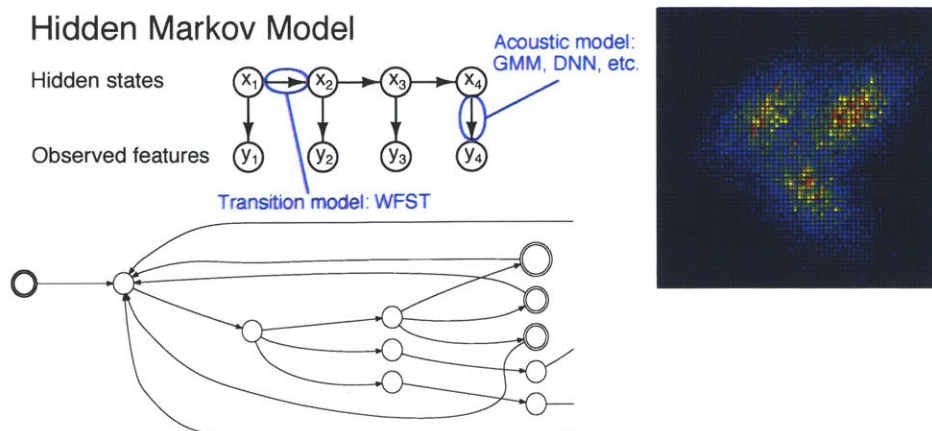 Hidden Markov Model
Acoustic model:
GMM, DNN, etc.
Hidden states
x₁ x₂ x₃ x₄
Observed features
y₁ y₂ y₃ y₄
Transition model: WFST